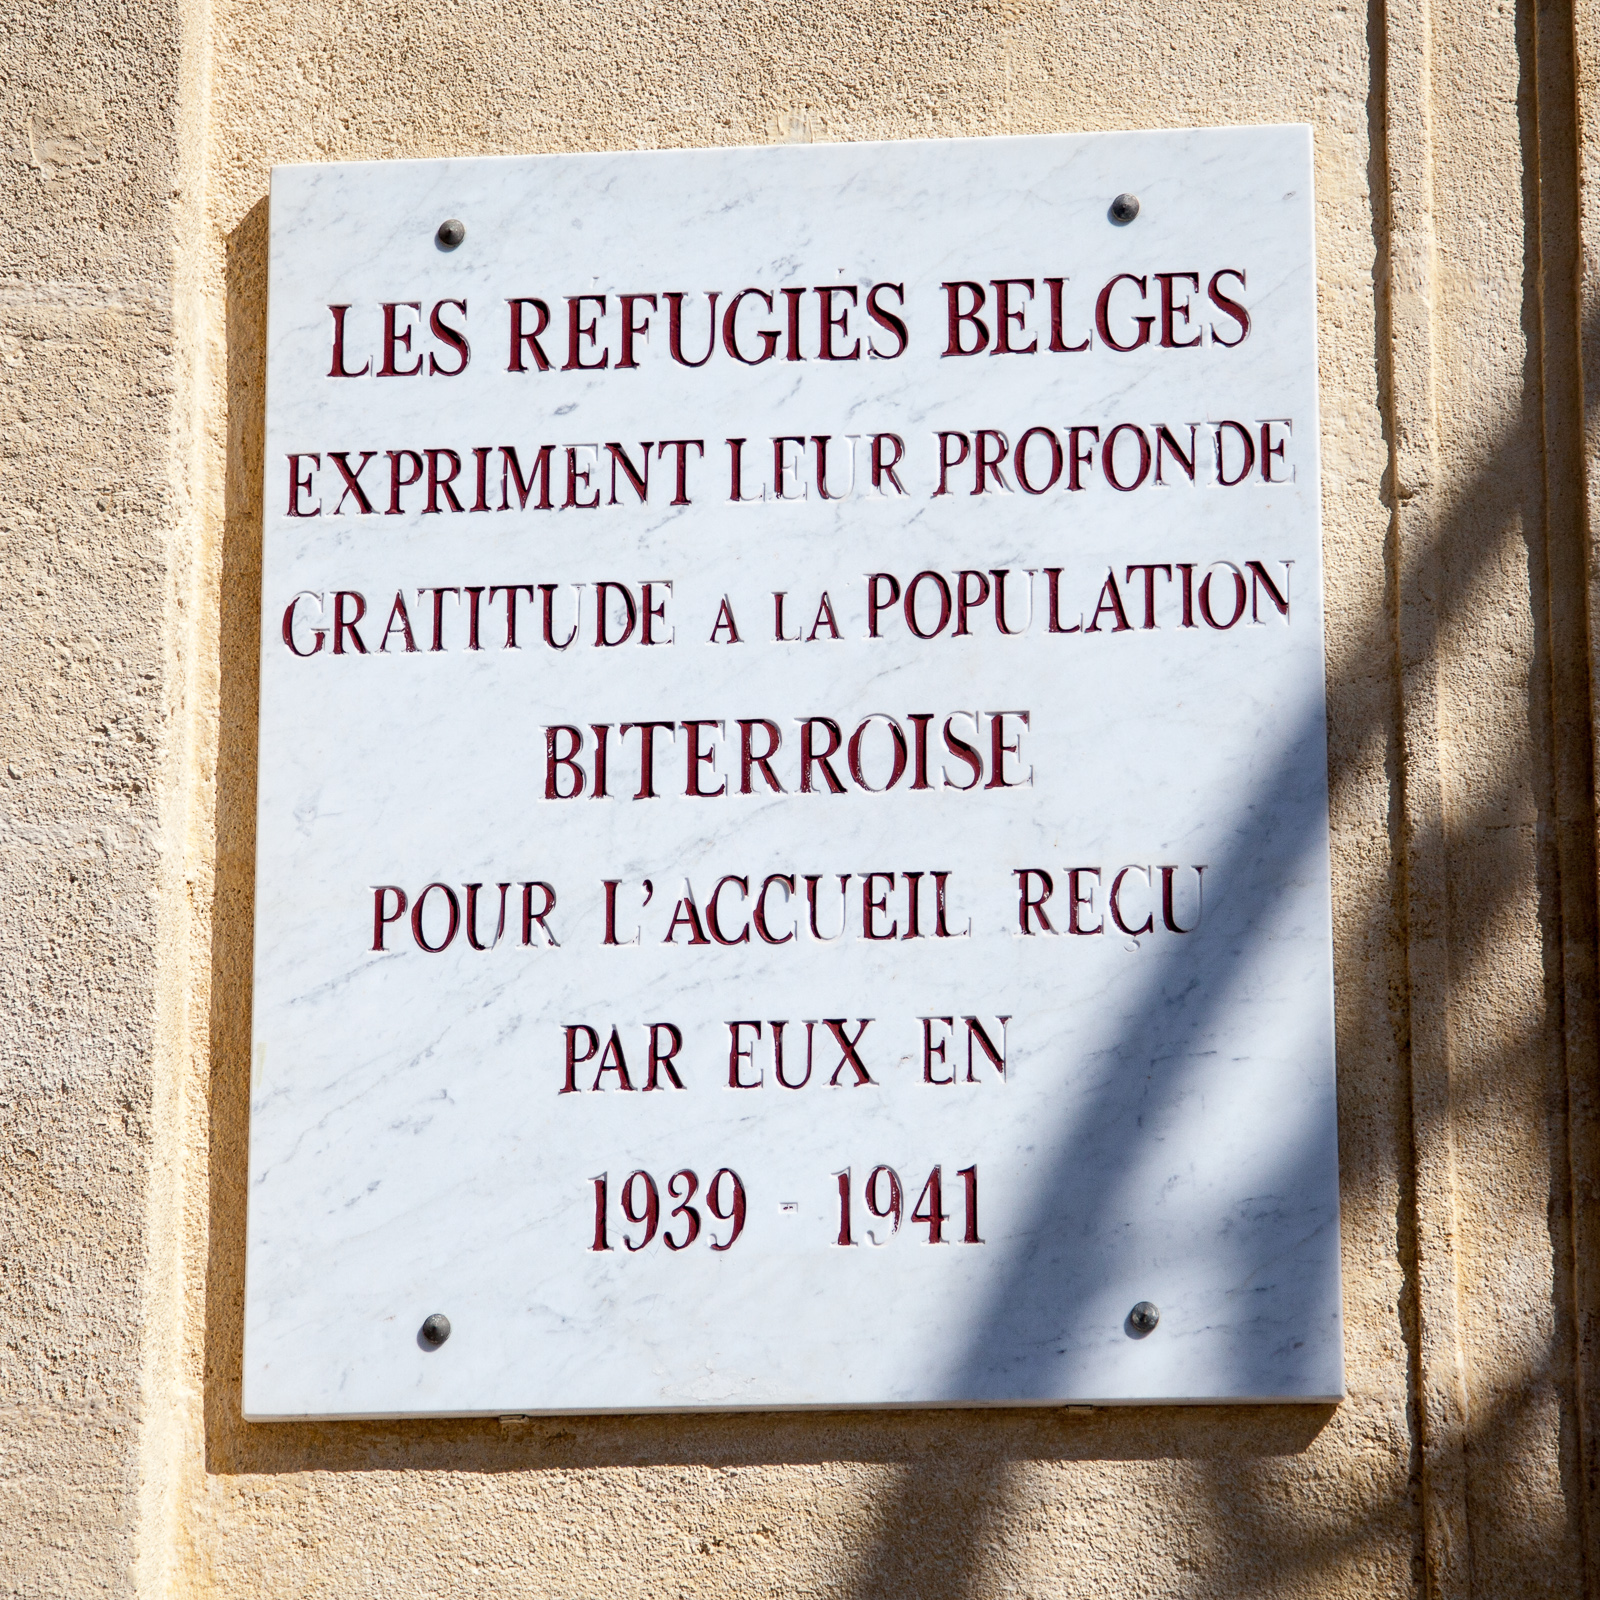 LES RÉFUGIÉS BELGES
EXPRIMENT LEUR PROFONDE
GRATITUDE A LA POPULATION
BITERROISE
POUR L'ACCUEIL REÇU
PAR EUX EN
1939 - 1941